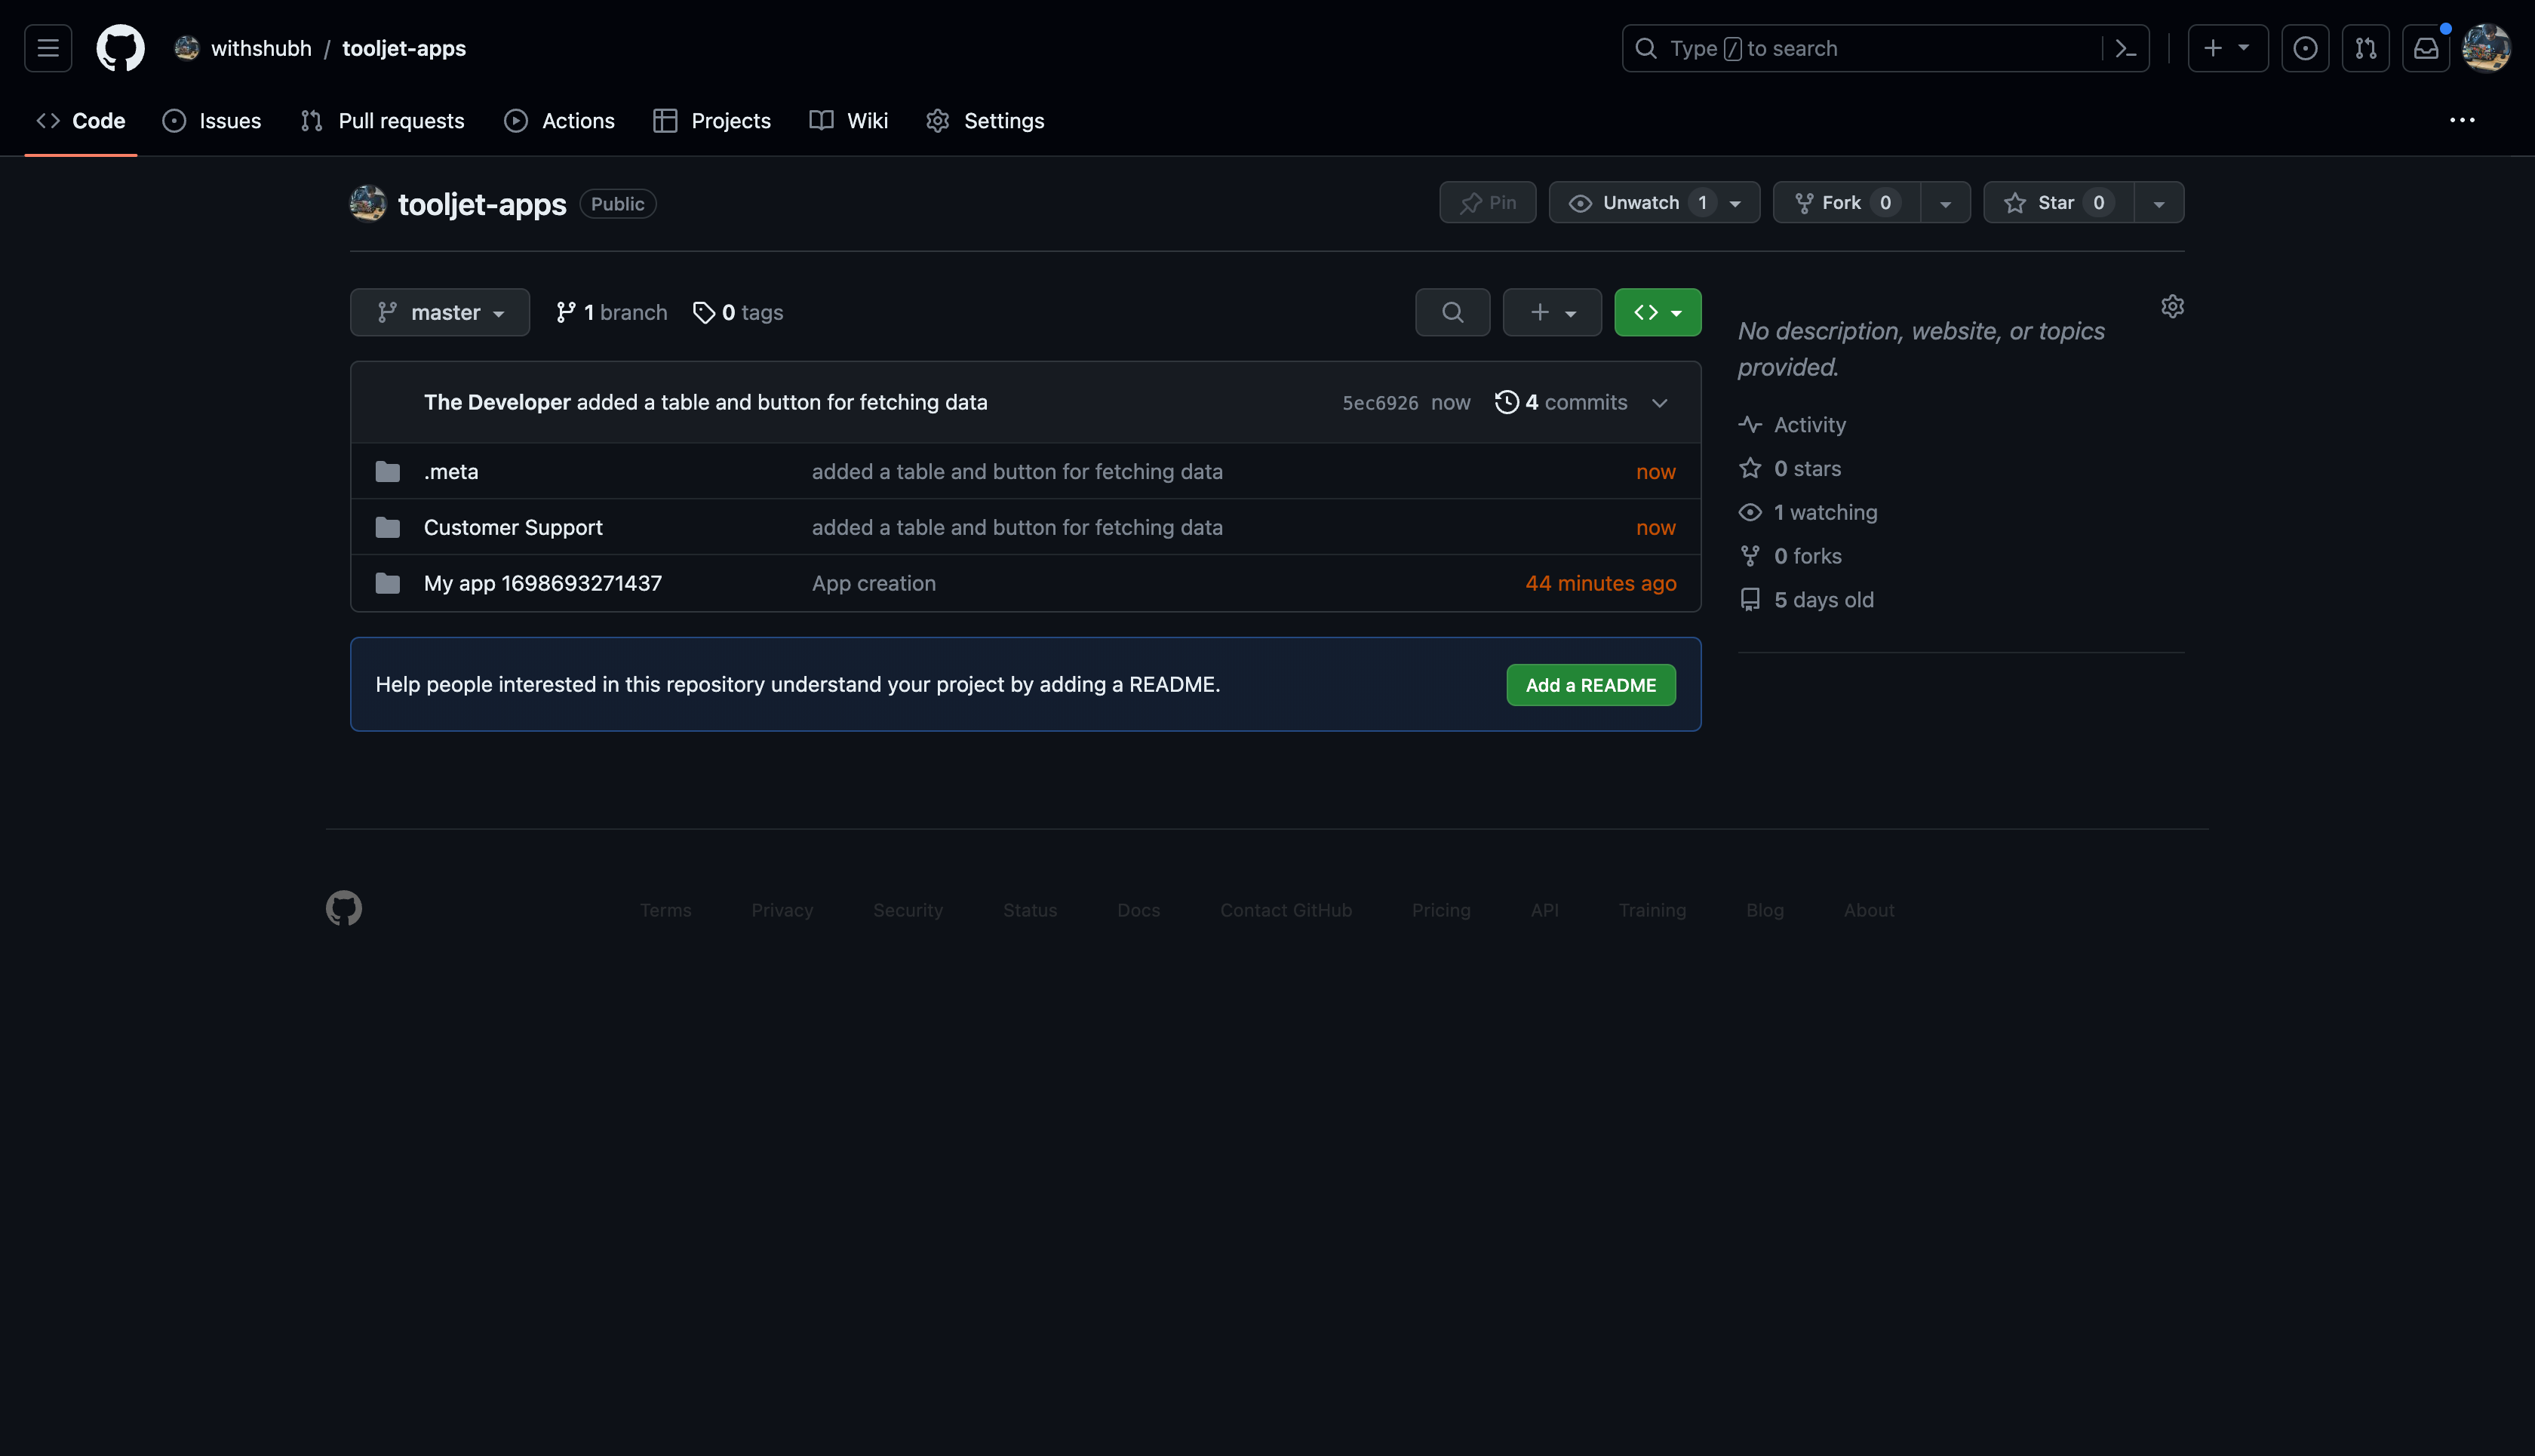 withshubh / tooljet-apps
Type / to search
Code Issues Pull requests Actions Projects Wiki Settings
tooljet-apps Public
Pin Unwatch 1 Fork 0 Star 0
master 1 branch 0 tags
No description, website, or topics
provided.
The Developer added a table and button for fetching data 5ec6926 now 4 commits
.meta added a table and button for fetching data now
Customer Support added a table and button for fetching data now
My app 1698693271437 App creation 44 minutes ago
Activity
0 stars
1 watching
0 forks
5 days old
Help people interested in this repository understand your project by adding a README. Add a README
Terms Privacy Security Status Docs Contact GitHub Pricing API Training Blog About